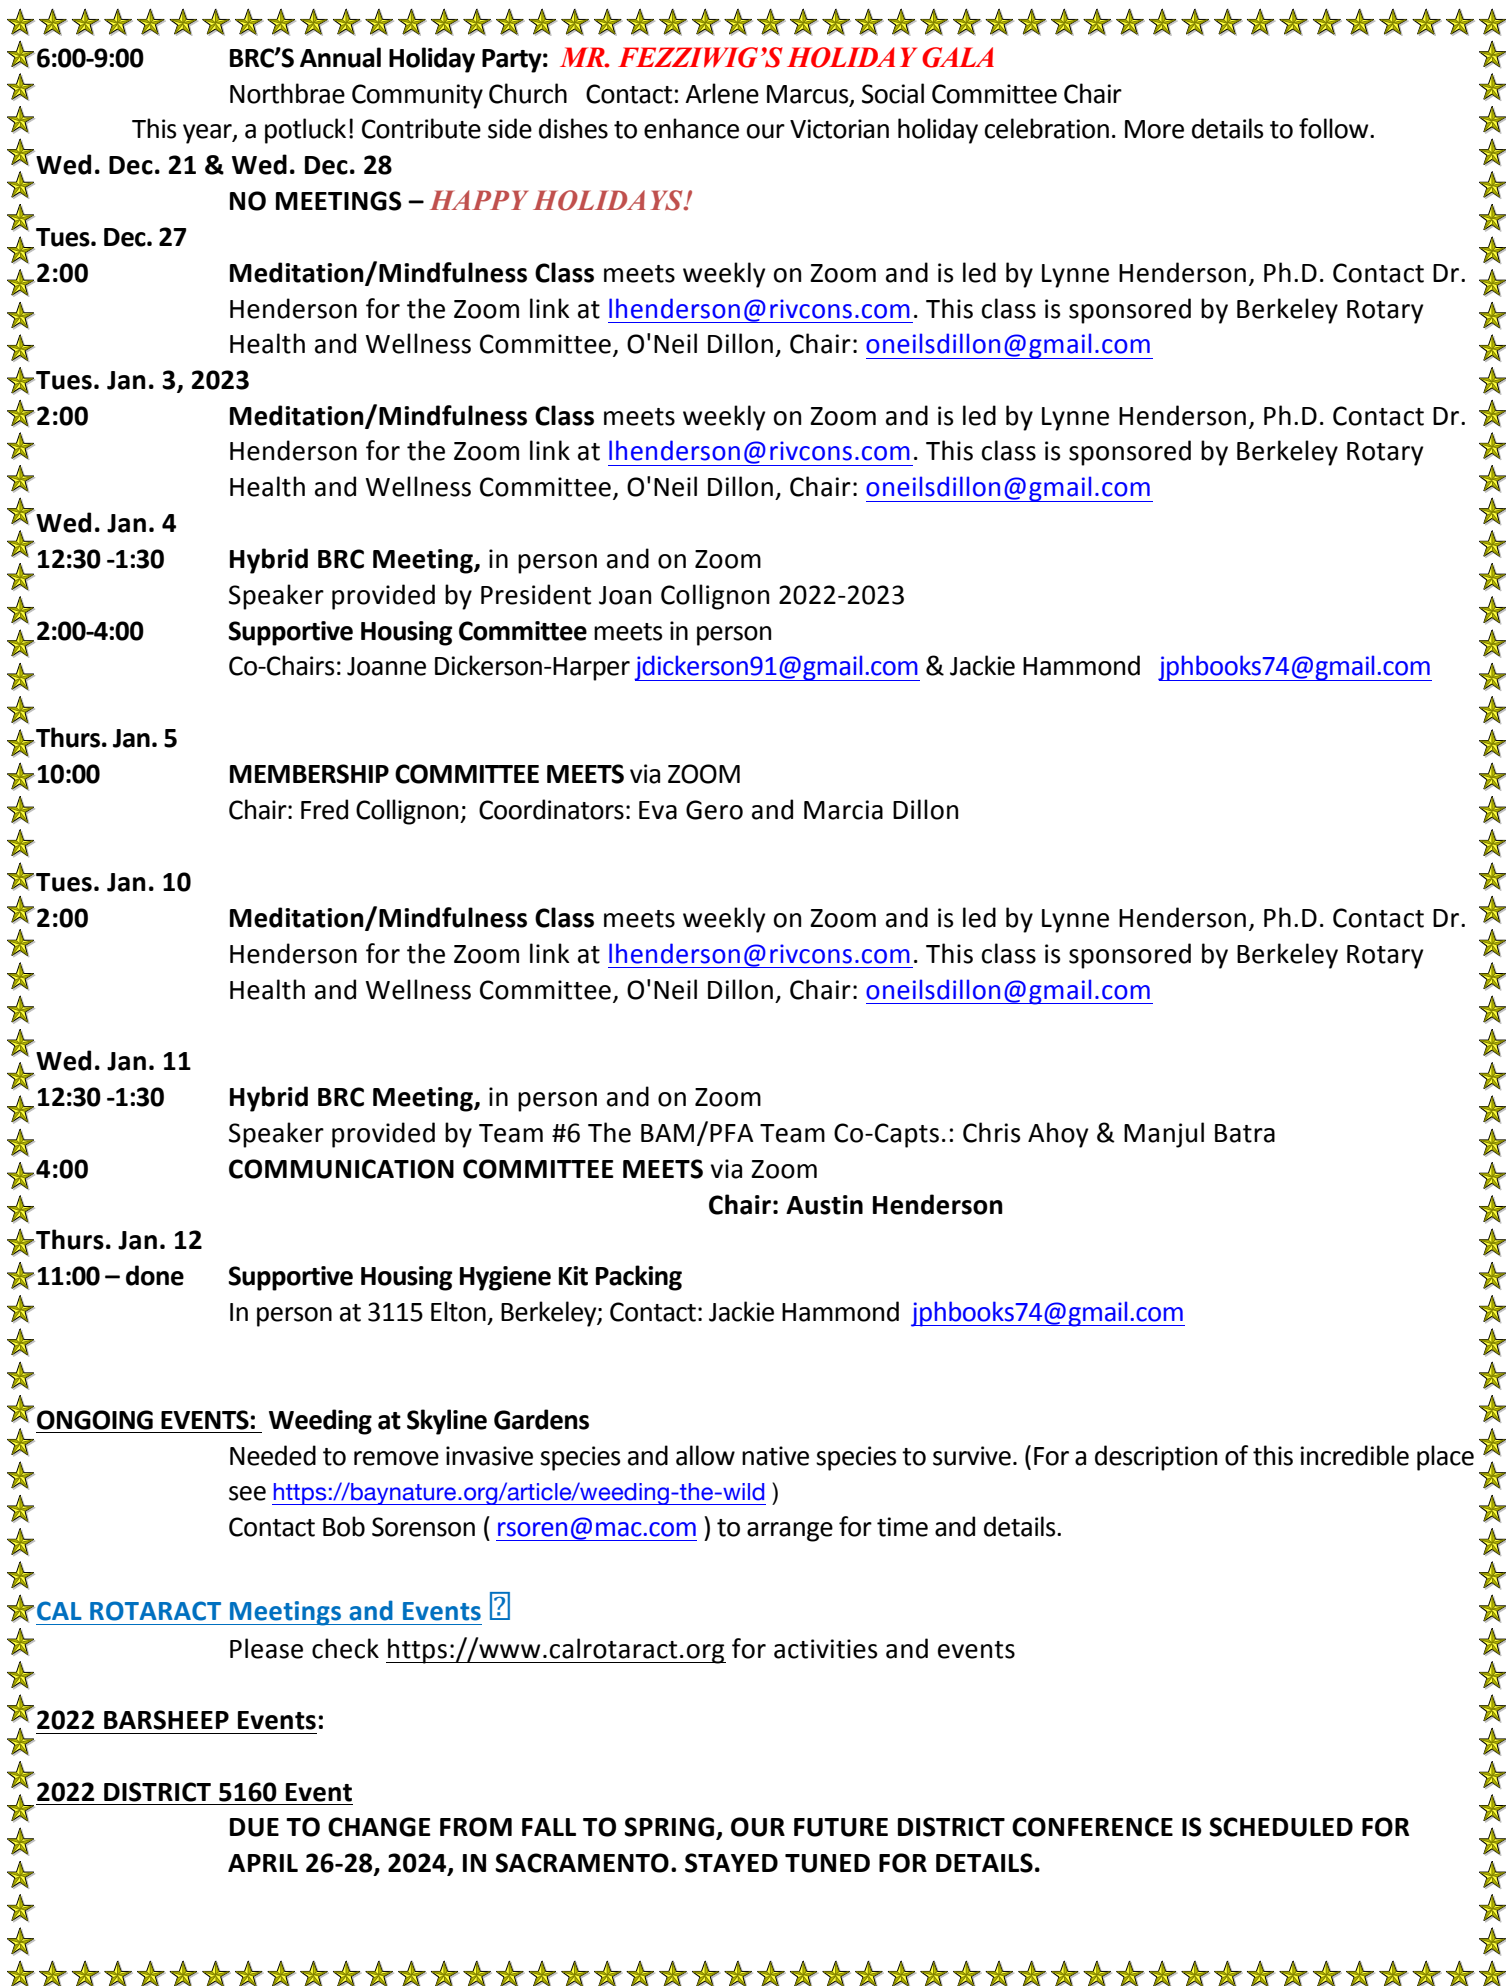 6:00-9:00 BRC’S Annual Holiday Party: MR. FEZZIWIG’S HOLIDAY GALA
Northbrae Community Church Contact: Arlene Marcus, Social Committee Chair
This year, a potluck! Contribute side dishes to enhance our Victorian holiday celebration. More details to follow.
Wed. Dec. 21 & Wed. Dec. 28
NO MEETINGS – HAPPY HOLIDAYS!
Tues. Dec. 27
2:00 Meditation/Mindfulness Class meets weekly on Zoom and is led by Lynne Henderson, Ph.D. Contact Dr.
Henderson for the Zoom link at lhenderson@rivcons.com. This class is sponsored by Berkeley Rotary
Health and Wellness Committee, O'Neil Dillon, Chair: oneilsdillon@gmail.com
Tues. Jan. 3, 2023
2:00 Meditation/Mindfulness Class meets weekly on Zoom and is led by Lynne Henderson, Ph.D. Contact Dr.
Henderson for the Zoom link at lhenderson@rivcons.com. This class is sponsored by Berkeley Rotary
Health and Wellness Committee, O'Neil Dillon, Chair: oneilsdillon@gmail.com
Wed. Jan. 4
12:30 -1:30 Hybrid BRC Meeting, in person and on Zoom
Speaker provided by President Joan Collignon 2022-2023
2:00-4:00 Supportive Housing Committee meets in person
Co-Chairs: Joanne Dickerson-Harper jdickerson91@gmail.com & Jackie Hammond jphbooks74@gmail.com
Thurs. Jan. 5
10:00 MEMBERSHIP COMMITTEE MEETS via ZOOM
Chair: Fred Collignon; Coordinators: Eva Gero and Marcia Dillon
Tues. Jan. 10
2:00 Meditation/Mindfulness Class meets weekly on Zoom and is led by Lynne Henderson, Ph.D. Contact Dr.
Henderson for the Zoom link at lhenderson@rivcons.com. This class is sponsored by Berkeley Rotary
Health and Wellness Committee, O'Neil Dillon, Chair: oneilsdillon@gmail.com
Wed. Jan. 11
12:30 -1:30 Hybrid BRC Meeting, in person and on Zoom
Speaker provided by Team #6 The BAM/PFA Team Co-Capts.: Chris Ahoy & Manjul Batra
4:00 COMMUNICATION COMMITTEE MEETS via Zoom
Chair: Austin Henderson
Thurs. Jan. 12
11:00 – done Supportive Housing Hygiene Kit Packing
In person at 3115 Elton, Berkeley; Contact: Jackie Hammond jphbooks74@gmail.com
ONGOING EVENTS: Weeding at Skyline Gardens
Needed to remove invasive species and allow native species to survive. (For a description of this incredible place
see https://baynature.org/article/weeding-the-wild )
Contact Bob Sorenson ( rsoren@mac.com ) to arrange for time and details.
CAL ROTARACT Meetings and Events
Please check https://www.calrotaract.org for activities and events
2022 BARSHEEP Events:
2022 DISTRICT 5160 Event
DUE TO CHANGE FROM FALL TO SPRING, OUR FUTURE DISTRICT CONFERENCE IS SCHEDULED FOR
APRIL 26-28, 2024, IN SACRAMENTO. STAYED TUNED FOR DETAILS.